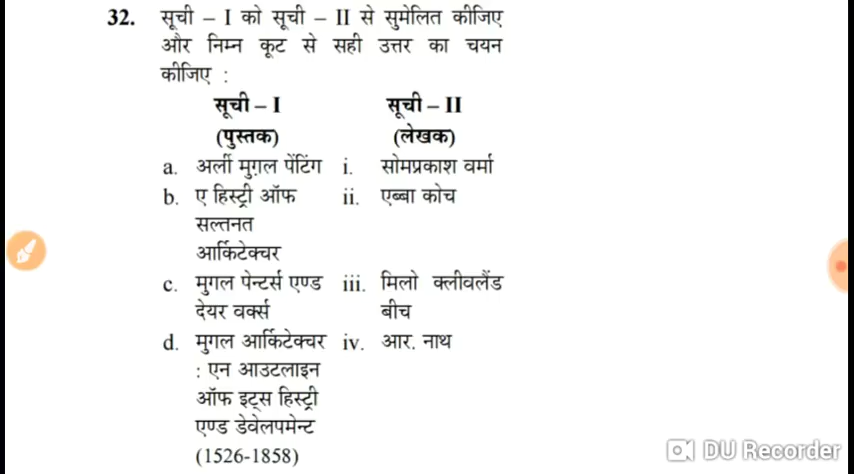 32. सूची – I को सूची – II से सुमेलित कीजिए
और निम्न कूट से सही उत्तर का चयन
कीजिए :
सूची – I सूची – II
(पुस्तक) (लेखक)
a. अर्ली मुग़ल पेंटिंग i. सोमप्रकाश वर्मा
b. ए हिस्ट्री ऑफ ii. एब्बा कोच
सल्तनत
आर्किटेक्चर
c. मुगल पेन्टर्स एण्ड iii. मिलो क्लीवलैंड
देयर वर्क्स बीच
d. मुगल आर्किटेक्चर iv. आर. नाथ
: एन आउटलाइन
ऑफ इट्स हिस्ट्री
एण्ड डेवेलपमेन्ट
(1526-1858)
DU Recorder